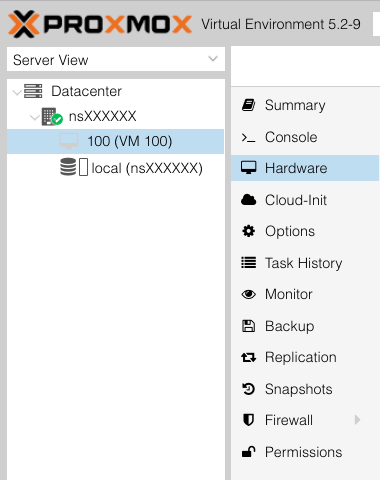 PROXMOX Virtual Environment 5.2-9
Server View
Datacenter
nsXXXXXX
100 (VM 100)
local (nsXXXXXX)
Summary
Console
Hardware
Cloud-Init
Options
Task History
Monitor
Backup
Replication
Snapshots
Firewall
Permissions